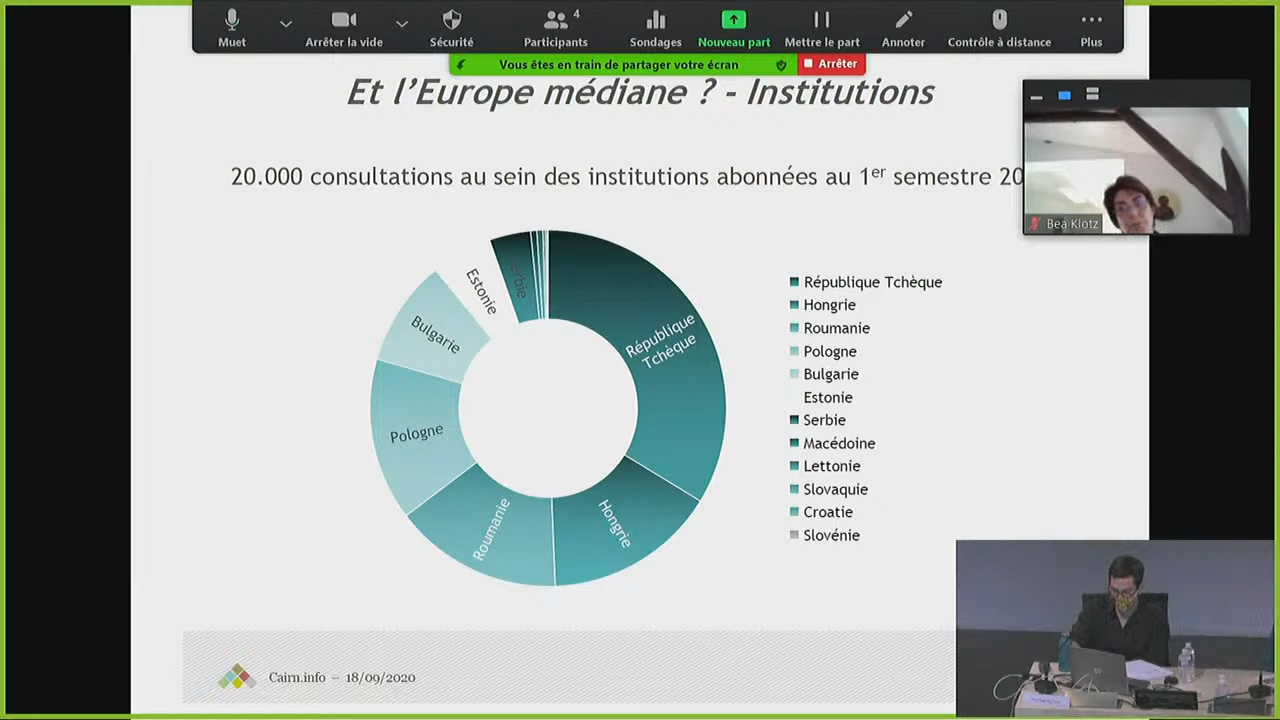 4
Muet
Arrêter la vide
Sécurité
Participants
Sondages
Nouveau part
Mettre le part
Annoter
Contrôle à distance
Plus
Vous êtes en train de partager votre écran
Arrêter
Et l'Europe médiane ? - Institutions
20.000 consultations au sein des institutions abonnées au 1er semestre 20
Bea Klotz
République
Tchèque
Hongrie
Roumanie
Pologne
Bulgarie
Estonie
Serbie
République Tchèque
Hongrie
Roumanie
Pologne
Bulgarie
Estonie
Serbie
Macédoine
Lettonie
Slovaquie
Croatie
Slovénie
Cairn.info – 18/09/2020